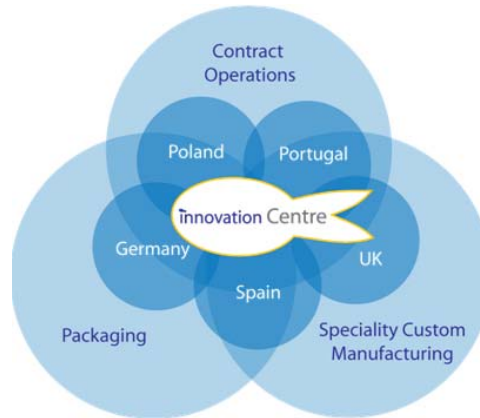 Contract
Operations
Poland
Portugal
innovation Centre
Germany
UK
Spain
Packaging
Speciality Custom
Manufacturing